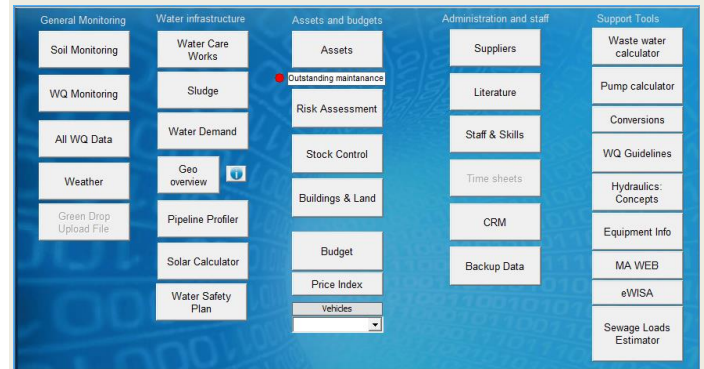 General Monitoring
Soil Monitoring
WQ Monitoring
All WQ Data
Weather
Green Drop
Upload File
Water infrastructure
Water Care
Works
Sludge
Water Demand
Geo
overview
Pipeline Profiler
Solar Calculator
Water Safety
Plan
Assets and budgets
Assets
Outstanding maintanance
Risk Assessment
Stock Control
Buildings & Land
Budget
Price Index
Vehicles
Administration and staff
Suppliers
Literature
Staff & Skills
Time sheets
CRM
Backup Data
Support Tools
Waste water
calculator
Pump calculator
Conversions
WQ Guidelines
Hydraulics:
Concepts
Equipment Info
MA WEB
eWISA
Sewage Loads
Estimator